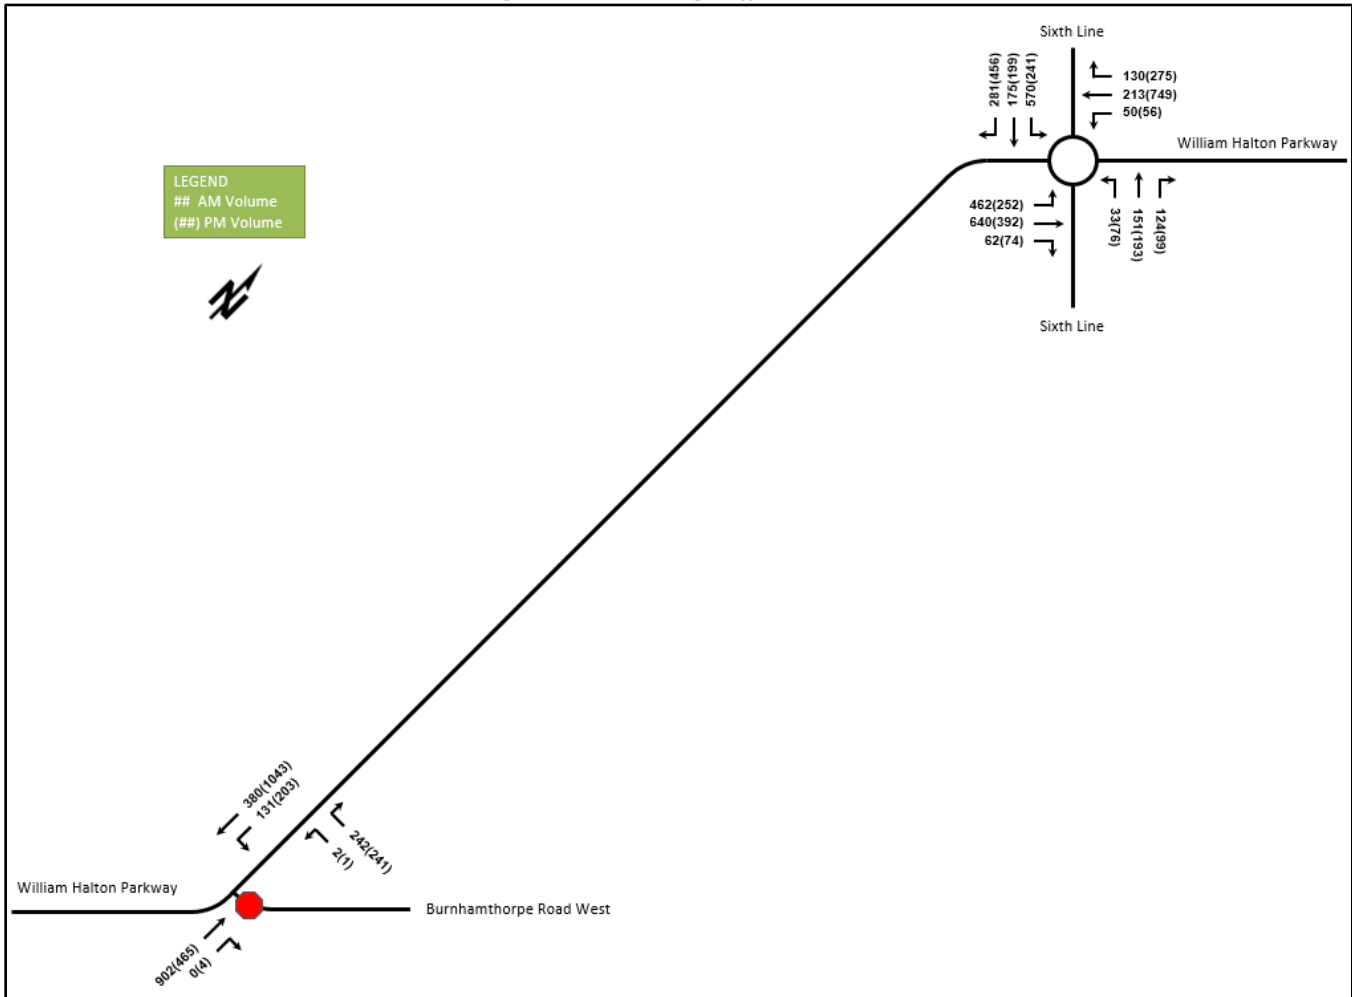 Sixth Line
281(456)
175(199)
570(241)
130(275)
213(749)
50(56)
William Halton Parkway
LEGEND
## AM Volume
(##) PM Volume
462(252)
640(392)
62(74)
33(76)
151(193)
124(99)
N
Sixth Line
380(1043)
131(203)
242(241)
2(1)
William Halton Parkway
Burnhamthorpe Road West
902(465)
0(4)